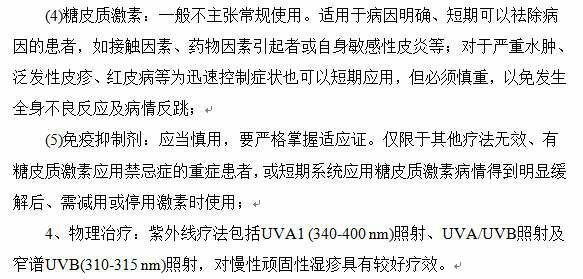 (4)糖皮质激素：一般不主张常规使用。适用于病因明确、短期可以祛除病
因的患者，如接触因素、药物因素引起者或自身敏感性皮炎等；对于严重水肿、
泛发性皮疹、红皮病等为迅速控制症状也可以短期应用，但必须慎重，以免发生
全身不良反应及病情反跳；
(5)免疫抑制剂：应当慎用，要严格掌握适应证。仅限于其他疗法无效、有
糖皮质激素应用禁忌症的重症患者，或短期系统应用糖皮质激素病情得到明显缓
解后、需减用或停用激素时使用；
4、物理治疗：紫外线疗法包括UVA1 (340-400 nm)照射、UVA/UVB照射及
窄谱UVB(310-315 nm)照射，对慢性顽固性湿疹具有较好疗效。